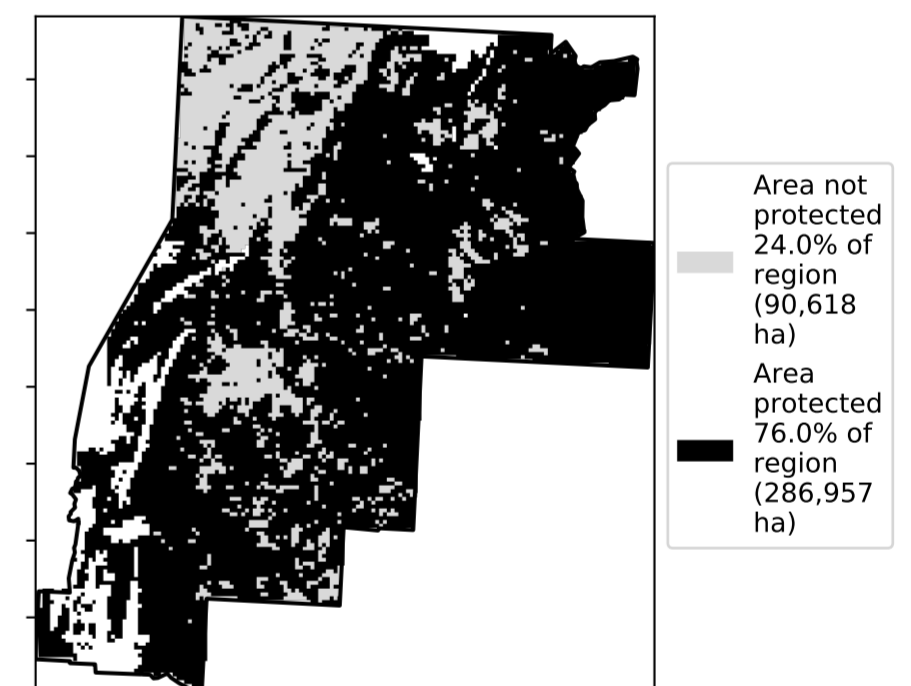 Area not
protected
24.0% of
region
(90,618
ha)
Area
protected
76.0% of
region
(286,957
ha)